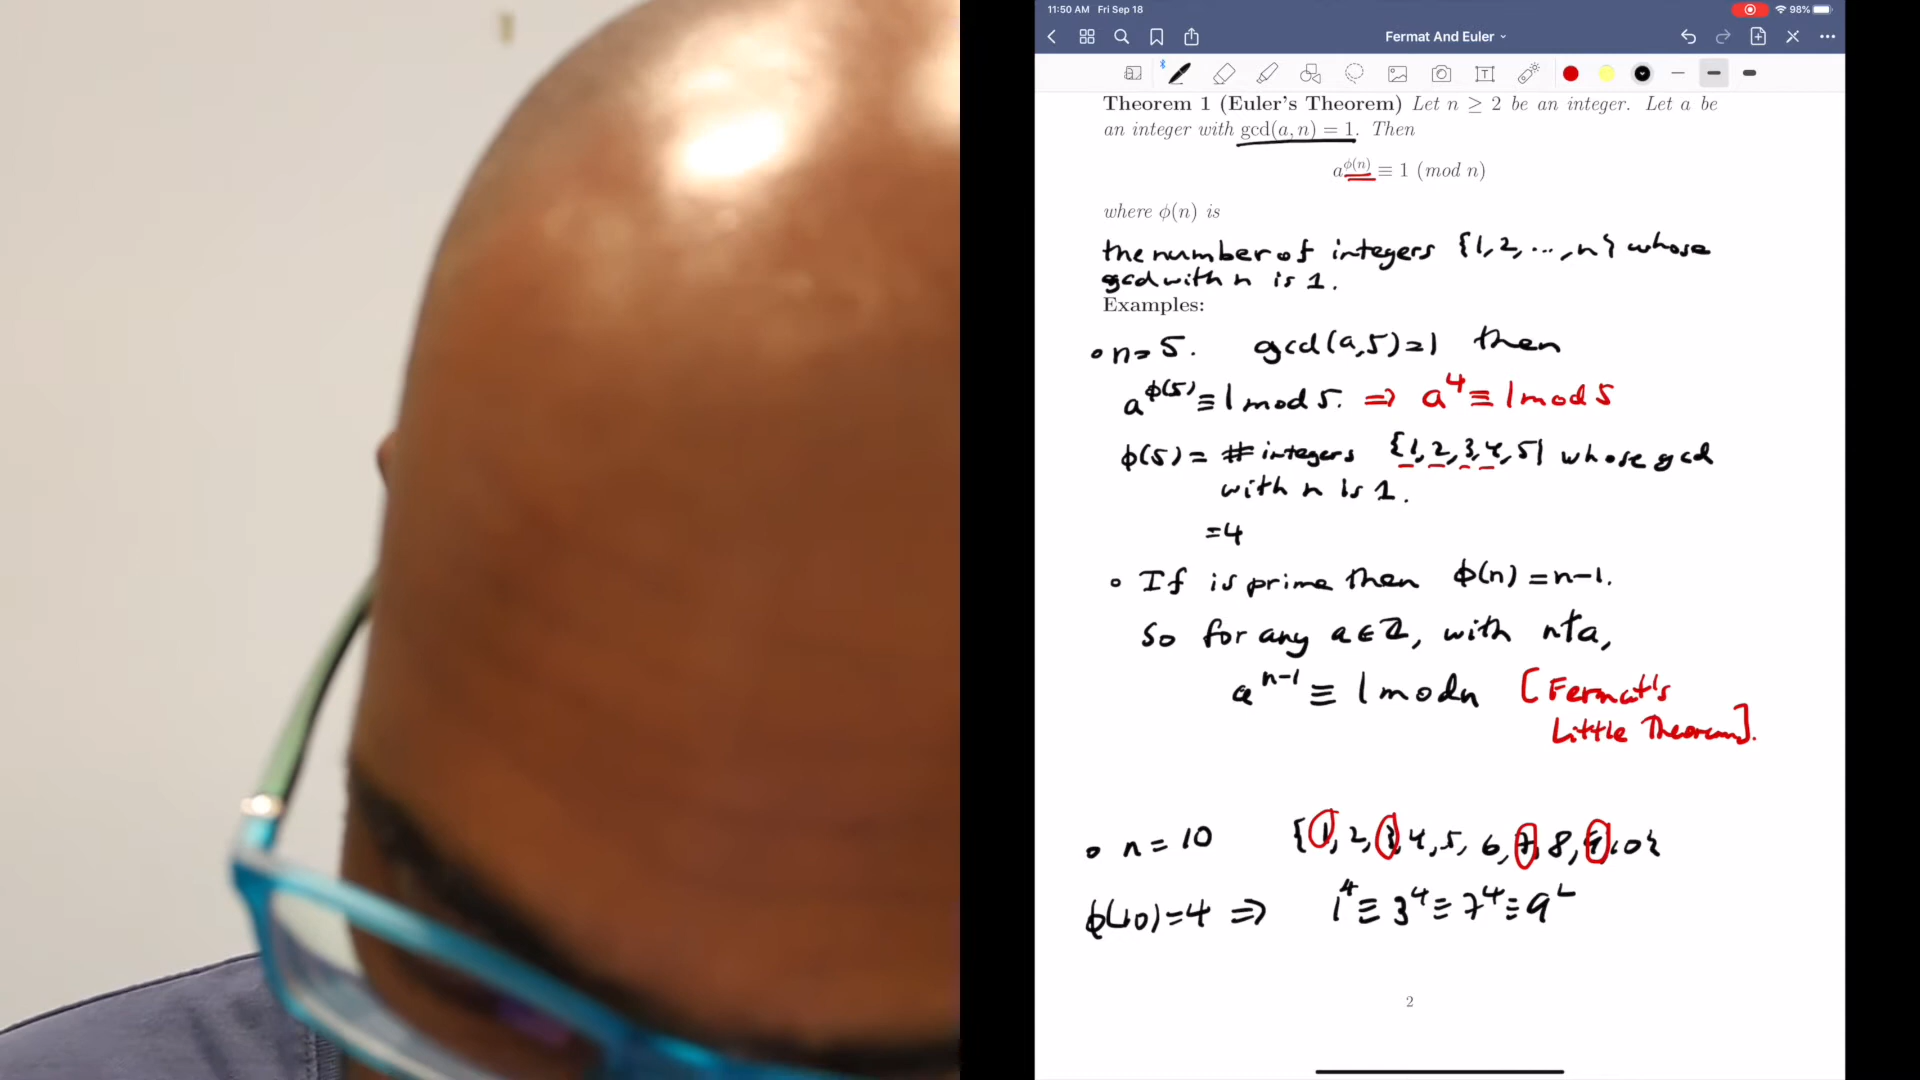 11:50 AM Fri Sep 18
98%
Fermat And Euler
Theorem 1 (Euler's Theorem) Let n ≥ 2 be an integer. Let a be
an integer with gcd(a, n) = 1. Then
a^ϕ(n) ≡ 1 (mod n)
where ϕ(n) is
the number of integers {1, 2, ..., n} whose
gcd with n is 1.
Examples:
∘ n = 5. gcd(a,5)=1 then
a^ϕ(5) ≡ 1 mod 5. ⇒ a^4 ≡ 1 mod 5
ϕ(5) = # integers {1, 2, 3, 4, 5} whose gcd
with n is 1.
=4
∘ If is prime then ϕ(n) = n-1.
So for any a ∈ ℤ, with n∤a,
a^n-1 ≡ 1 mod n [Fermat's
Little Theorem].
∘ n = 10 {1, 2, 3, 4, 5, 6, 7, 8, 9, 10}
ϕ(10)=4 ⇒ 1^4 ≡ 3^4 ≡ 7^4 ≡ 9
2